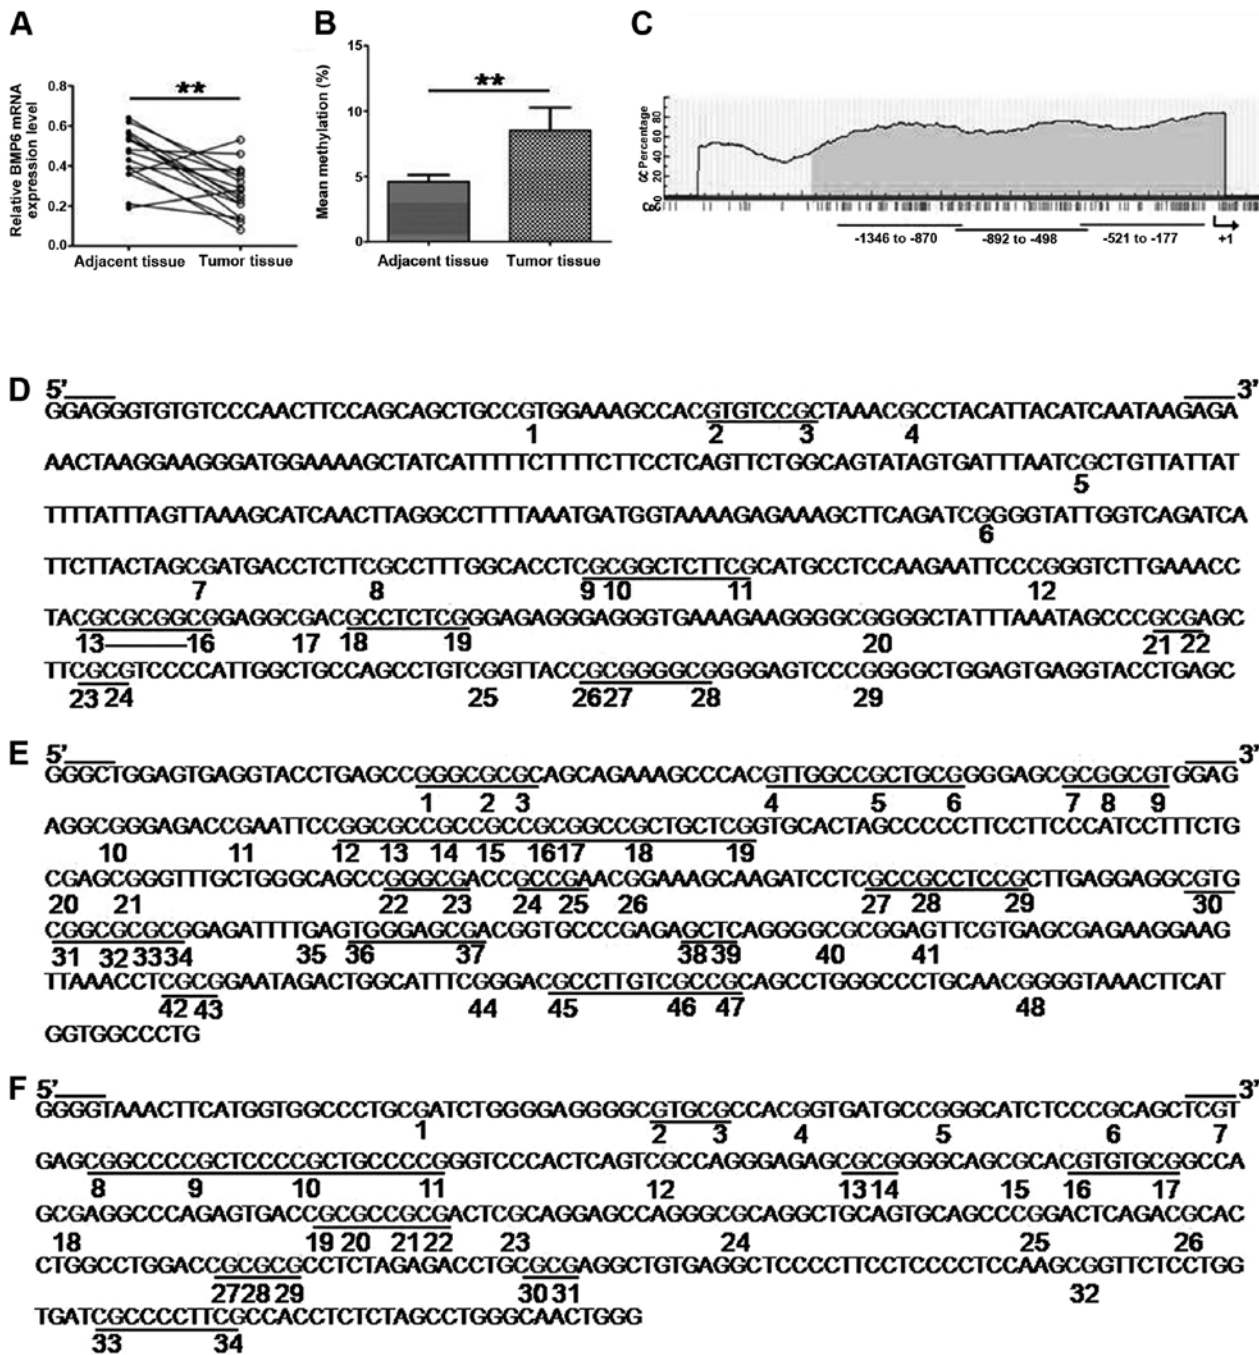 A
B
C
Relative BMP6 mRNA
expression level
0.8
0.6
0.4
0.2
0.0
**
Adjacent tissue Tumor tissue
Mean methylation (%)
15
10
5
0
**
Adjacent tissue Tumor tissue
GC Percentage
80
60
40
20
0
CpG
-1346 to -870 -892 to -498 -521 to -177 +1
D
5' 3'
GGAGGGTGTGTCCCAACTTCCAGCAGCTGCCGTGGAAAGCCACGTGTCCGCTAAACGCCTACATTACATCAATAAGAGA
1 2 3 4
AACTAAGGAAGGGATGGAAAAGCTATCATTTTTCTTTTCTTCCTCAGTTCTGGCAGTATAGTGATTTAATCGCTGTTATTAT
5
TTTTATTTAGTTAAAGCATCAACTTAGGCCTTTTAAATGATGGTAAAAGAGAAAGCTTCAGATCGGGGTATTGGTCAGATCA
6
TTCTTACTAGCGATGACCTCTTCGCCTTTGGCACCTCGCGGCTCTTCGCATGCCTCCAAGAATTCCCGGGTCTTGAAACC
7 8 9 10 11 12
TACGCGCGGCGGAGGCGACGCCTCTCGGGAGAGGGAGGGTGAAAGAAGGGGCGGGGCTATTTAAATAGCCCGCGAGC
13 16 17 18 19 20 21 22
TTCGCGTCCCCATTGGCTGCCAGCCTGTCGGTTACCGCGGGGCGGGGAGTCCCGGGGCTGGAGTGAGGTACCTGAGC
23 24 25 26 27 28 29
E
5' 3'
GGGCTGGAGTGAGGTACCTGAGCCGGGCGCGCAGCAGAAAGCCCACGTTGGCCGCTGCGGGGAGCGCGGCGTGGAG
1 2 3 4 5 6 7 8 9
AGGCGGGAGACCGAATTCCGGCGCCGCCGCCGCGGCCGCTGCTCGGTGCACTAGCCCCCTTCCTTCCCATCCTTTCTG
10 11 12 13 14 15 16 17 18 19
CGAGCGGGTTTGCTGGGCAGCCGGGCGACCGCCGAACGGAAAGCAAGATCCTCGCCGCCTCCGCTTGAGGAGGCGTG
20 21 22 23 24 25 26 27 28 29 30
CGGCGCGCGGAGATTTTGAGTGGGAGCGACGGTGCCCGAGAGCTCAGGGGCGCGGAGTTCGTGAGCGAGAAGGAAG
31 32 33 34 35 36 37 38 39 40 41
TTAAACCTCGCGGAATAGACTGGCATTTCGGGACGCCTTGTCGCCGCAGCCTGGGCCCTGCAACGGGGTAAACTTCAT
42 43 44 45 46 47 48
GGTGGCCCTG
F
5' 3'
GGGGTAAACTTCATGGTGGCCCTGCGATCTGGGGAGGGGCGTGCGCCACGGTGATGCCGGGCATCTCCCGCAGCTCGT
1 2 3 4 5 6 7
GAGCGGCCCCGCTCCCCGCTGCCCCGGGTCCCACTCAGTCGCCAGGGAGAGCGCGGGGCAGCGCACGTGTGCGGCCA
8 9 10 11 12 13 14 15 16 17
GCGAGGCCCAGAGTGACCGCGCCGCGACTCGCAGGAGCCAGGGCGCAGGCTGCAGTGCAGCCCGGACTCAGACGCAC
18 19 20 21 22 23 24 25 26
CTGGCCTGGACCGCGCGCCTCTAGAGACCTGCGCGAGGCTGTGAGGCTCCCCTTCCTCCCCTCCAAGCGGTTCTCCTGG
27 28 29 30 31 32
TGATCGCCCCTTCGCCACCTCTCTAGCCTGGGCAACTGGG
33 34